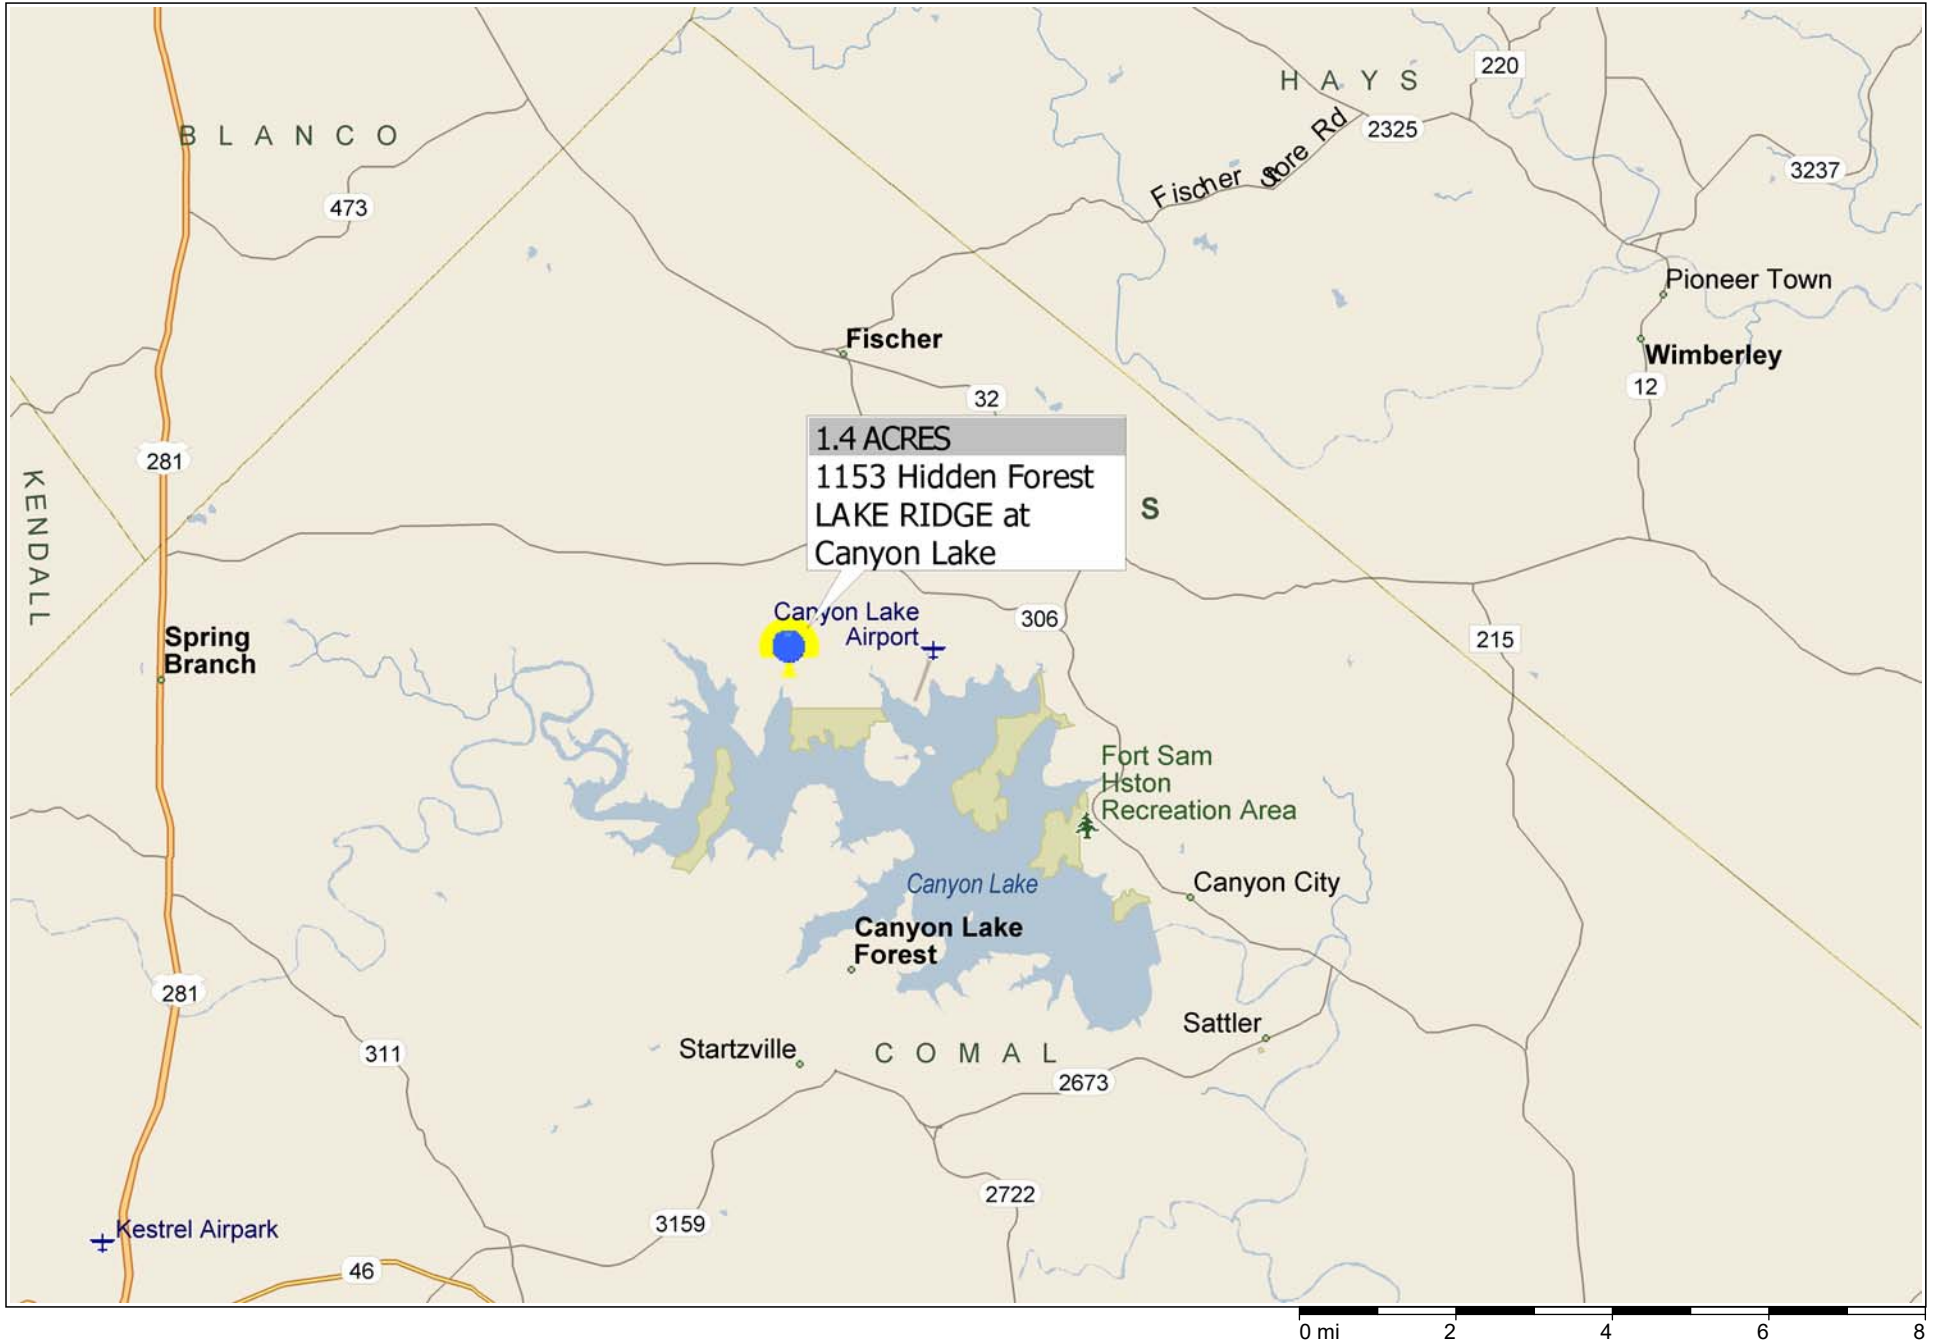 BLANCO
HAYS
220
2325
Fischer Store Rd
3237
473
Pioneer Town
Fischer
Wimberley
32
12
1.4 ACRES
1153 Hidden Forest
LAKE RIDGE at
Canyon Lake
S
281
KENDALL
Canyon Lake
Airport
306
215
Spring
Branch
Fort Sam
Hston
Recreation Area
Canyon Lake
Canyon City
Canyon Lake
Forest
281
Sattler
Startzville
COMAL
311
2673
2722
3159
Kestrel Airpark
46
0 mi 2 4 6 8